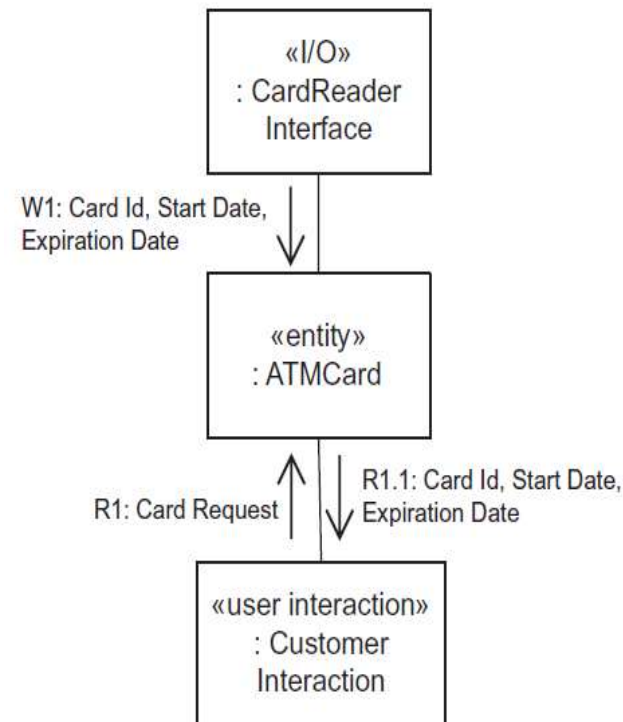 «I/O»
: CardReader
Interface
W1: Card Id, Start Date,
Expiration Date
«entity»
: ATMCard
R1: Card Request
R1.1: Card Id, Start Date,
Expiration Date
«user interaction»
: Customer
Interaction